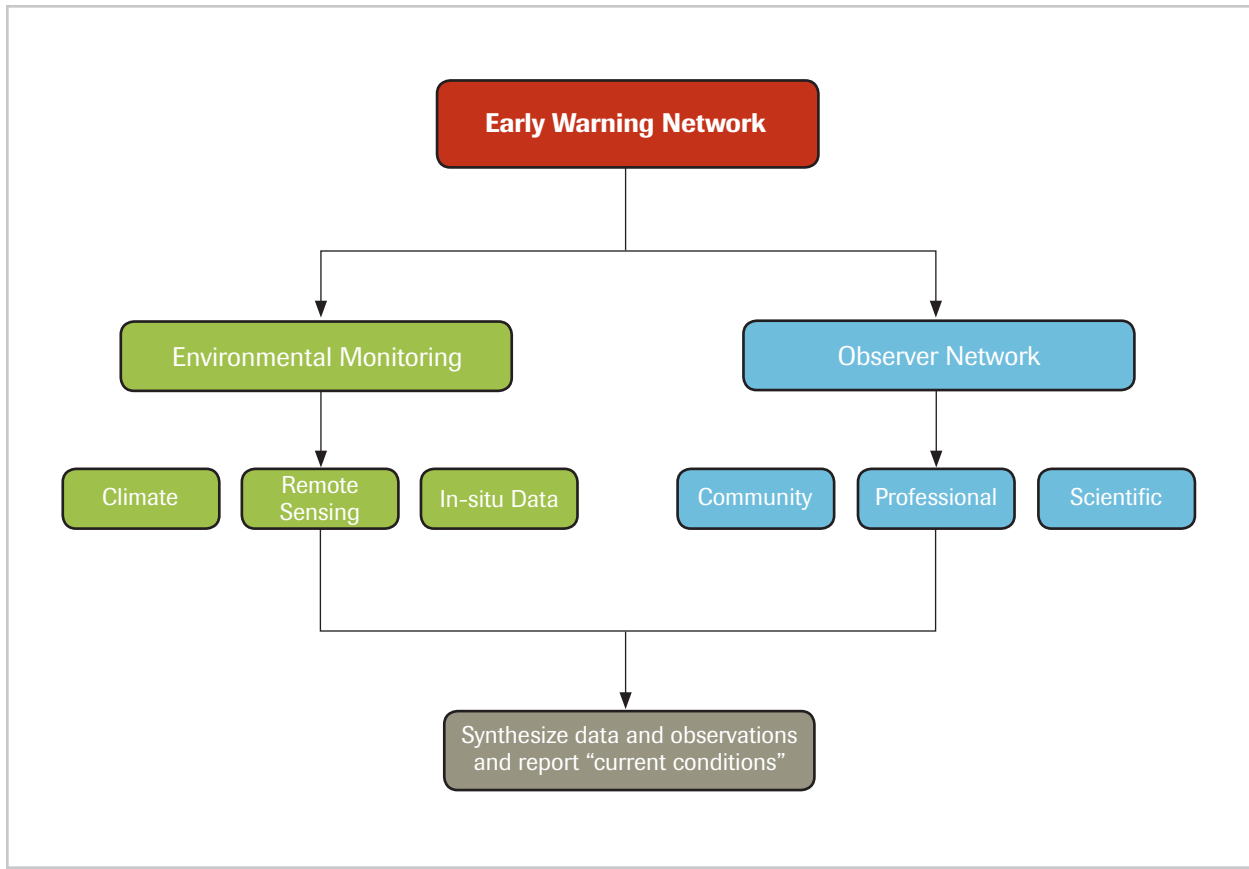 Early Warning Network
Environmental Monitoring
Observer Network
Climate
Remote
Sensing
In-situ Data
Community
Professional
Scientific
Synthesize data and observations
and report “current conditions”